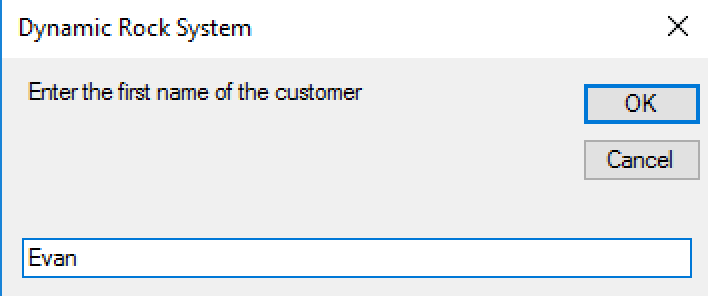 Dynamic Rock System
Enter the first name of the customer
OK
Cancel
Evan